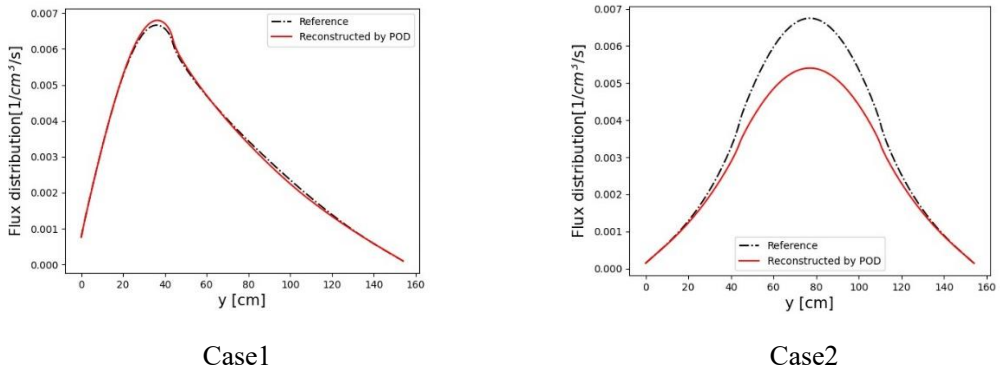 0.007
0.006
0.005
0.004
0.003
0.002
0.001
0.000
Flux distribution[1/cm³/s]
Reference
Reconstructed by POD
0 20 40 60 80 100 120 140 160
y [cm]
Case1
0.007
0.006
0.005
0.004
0.003
0.002
0.001
0.000
Flux distribution[1/cm³/s]
Reference
Reconstructed by POD
0 20 40 60 80 100 120 140 160
y [cm]
Case2